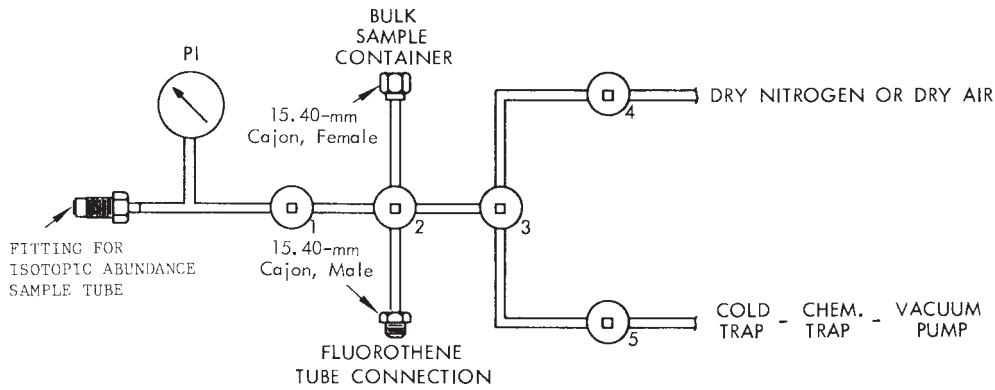 BULK
SAMPLE
CONTAINER
PI
15.40-mm
Cajon, Female
4
DRY NITROGEN OR DRY AIR
1
2
3
FITTING FOR
ISOTOPIC ABUNDANCE
SAMPLE TUBE
15.40-mm
Cajon, Male
5
COLD - CHEM. - VACUUM
TRAP TRAP PUMP
FLUOROTHENE
TUBE CONNECTION